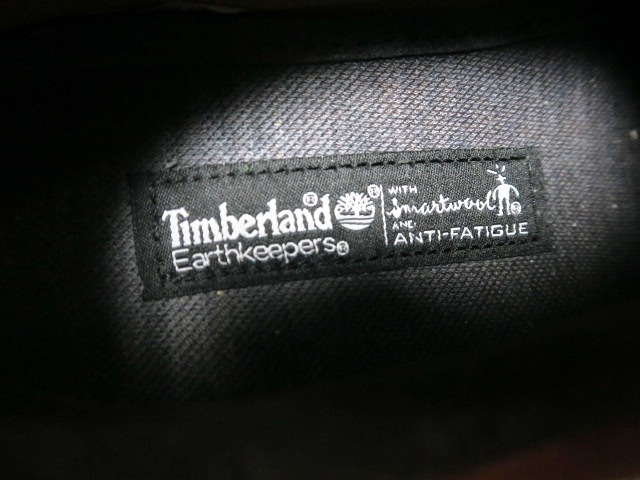 Timberland®
Earthkeepers®
®
WITH
Smartwool
AND
ANTI-FATIGUE